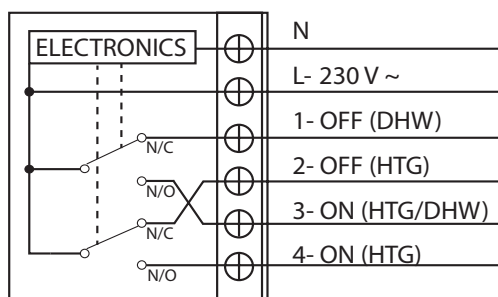 ELECTRONICS
N
L- 230 V ~
1- OFF (DHW)
N/C
2- OFF (HTG)
N/O
3- ON (HTG/DHW)
N/C
4- ON (HTG)
N/O